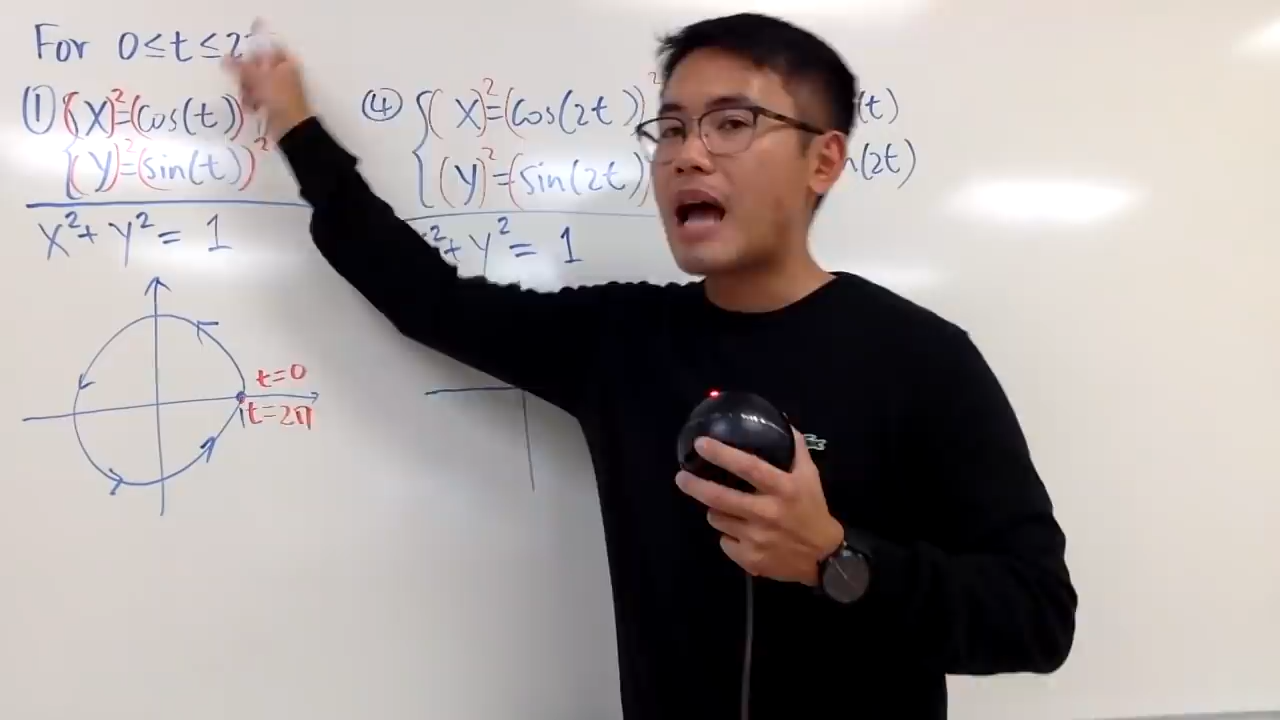 For 0≤t≤2
① { (X)²=(cos(t))
(Y)²=(sin(t))²
X²+y²=1
t=0
1
t=2π
④ { (X)²=(cos(2t))²
(Y)²=(sin(2t)
²+y²=1
(t)
(2t)